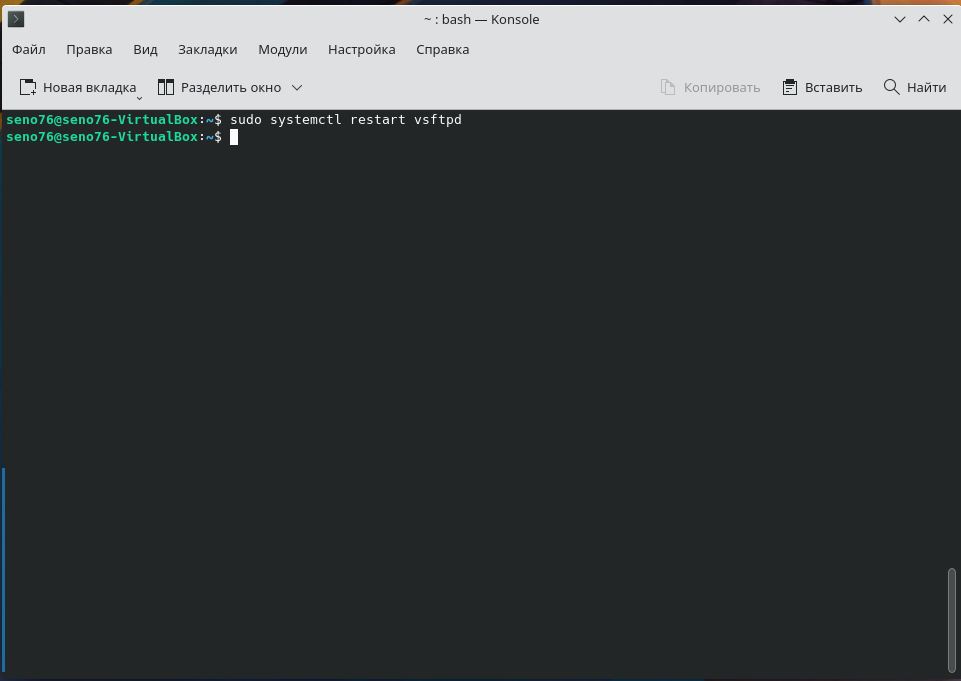 ~ : bash — Konsole
Файл Правка Вид Закладки Модули Настройка Справка
Новая вкладка Разделить окно Копировать Вставить Найти
seno76@seno76-VirtualBox:~$ sudo systemctl restart vsftpd
seno76@seno76-VirtualBox:~$